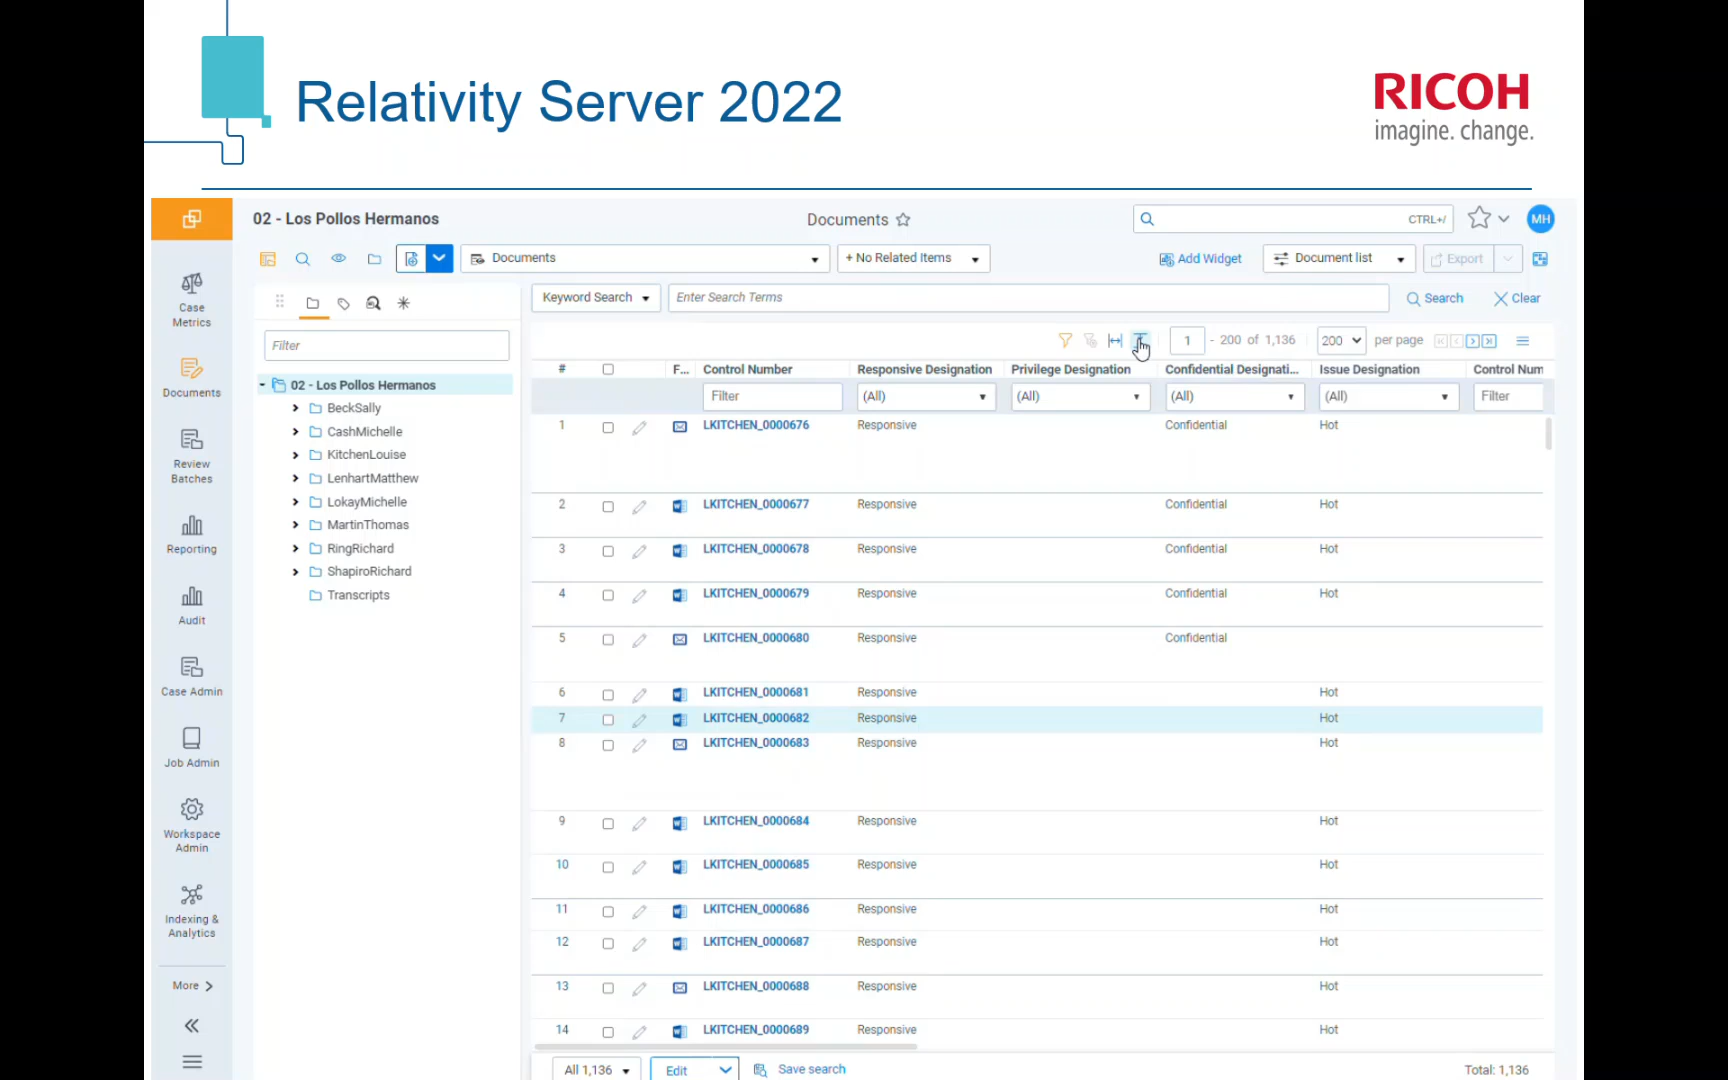 Relativity Server 2022
RICOH
imagine. change.
02 - Los Pollos Hermanos
Documents
CTRL+/
MH
Documents
+ No Related Items
Add Widget
Document list
Export
Keyword Search
Enter Search Terms
Search
Clear
Case
Metrics
Documents
Review
Batches
Reporting
Audit
Case Admin
Job Admin
Workspace
Admin
Indexing &
Analytics
More
Filter
02 - Los Pollos Hermanos
BeckSally
CashMichelle
KitchenLouise
LenhartMatthew
LokayMichelle
MartinThomas
RingRichard
ShapiroRichard
Transcripts
1 - 200 of 1,136 200 per page
# F... Control Number Responsive Designation Privilege Designation Confidential Designati... Issue Designation Control Num
Filter (All) (All) (All) (All) Filter
1 LKITCHEN_0000676 Responsive Confidential Hot
2 LKITCHEN_0000677 Responsive Confidential Hot
3 LKITCHEN_0000678 Responsive Confidential Hot
4 LKITCHEN_0000679 Responsive Confidential Hot
5 LKITCHEN_0000680 Responsive Confidential
6 LKITCHEN_0000681 Responsive Hot
7 LKITCHEN_0000682 Responsive Hot
8 LKITCHEN_0000683 Responsive Hot
9 LKITCHEN_0000684 Responsive Hot
10 LKITCHEN_0000685 Responsive Hot
11 LKITCHEN_0000686 Responsive Hot
12 LKITCHEN_0000687 Responsive Hot
13 LKITCHEN_0000688 Responsive Hot
14 LKITCHEN_0000689 Responsive Hot
All 1,136 Edit Save search Total: 1,136